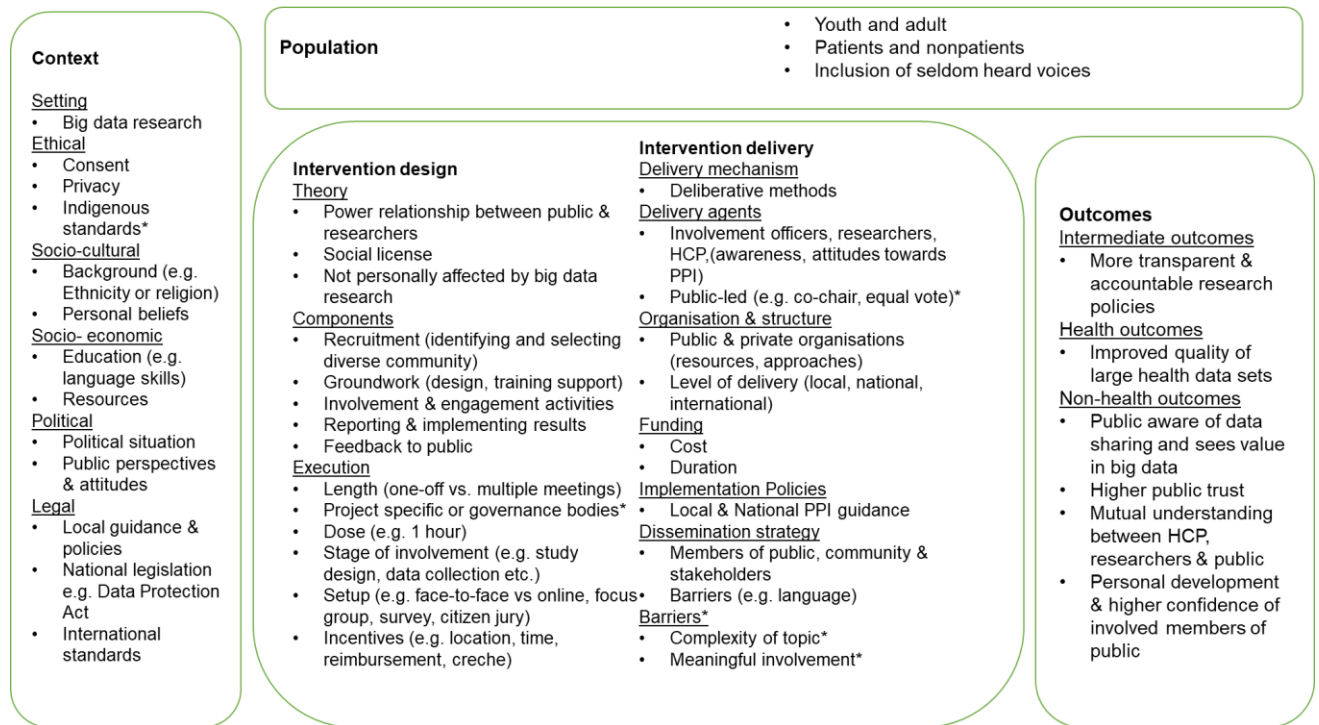 Context
Setting
• Big data research
Ethical
• Consent
• Privacy
• Indigenous
standards*
Socio-cultural
• Background (e.g.
Ethnicity or religion)
• Personal beliefs
Socio- economic
• Education (e.g.
language skills)
• Resources
Political
• Political situation
• Public perspectives
& attitudes
Legal
• Local guidance &
policies
• National legislation
e.g. Data Protection
Act
• International
standards
Population
• Youth and adult
• Patients and nonpatients
• Inclusion of seldom heard voices
Intervention design
Theory
• Power relationship between public &
researchers
• Social license
• Not personally affected by big data
research
Components
• Recruitment (identifying and selecting
diverse community)
• Groundwork (design, training support)
• Involvement & engagement activities
• Reporting & implementing results
• Feedback to public
Execution
• Length (one-off vs. multiple meetings)
• Project specific or governance bodies*
• Dose (e.g. 1 hour)
• Stage of involvement (e.g. study
design, data collection etc.)
• Setup (e.g. face-to-face vs online, focus
group, survey, citizen jury)
• Incentives (e.g. location, time,
reimbursement, creche)
Intervention delivery
Delivery mechanism
• Deliberative methods
Delivery agents
• Involvement officers, researchers,
HCP,(awareness, attitudes towards
PPI)
• Public-led (e.g. co-chair, equal vote)*
Organisation & structure
• Public & private organisations
(resources, approaches)
• Level of delivery (local, national,
international)
Funding
• Cost
• Duration
Implementation Policies
• Local & National PPI guidance
Dissemination strategy
• Members of public, community &
stakeholders
• Barriers (e.g. language)
Barriers*
• Complexity of topic*
• Meaningful involvement*
Outcomes
Intermediate outcomes
• More transparent &
accountable research
policies
Health outcomes
• Improved quality of
large health data sets
Non-health outcomes
• Public aware of data
sharing and sees value
in big data
• Higher public trust
• Mutual understanding
between HCP,
researchers & public
• Personal development
& higher confidence of
involved members of
public